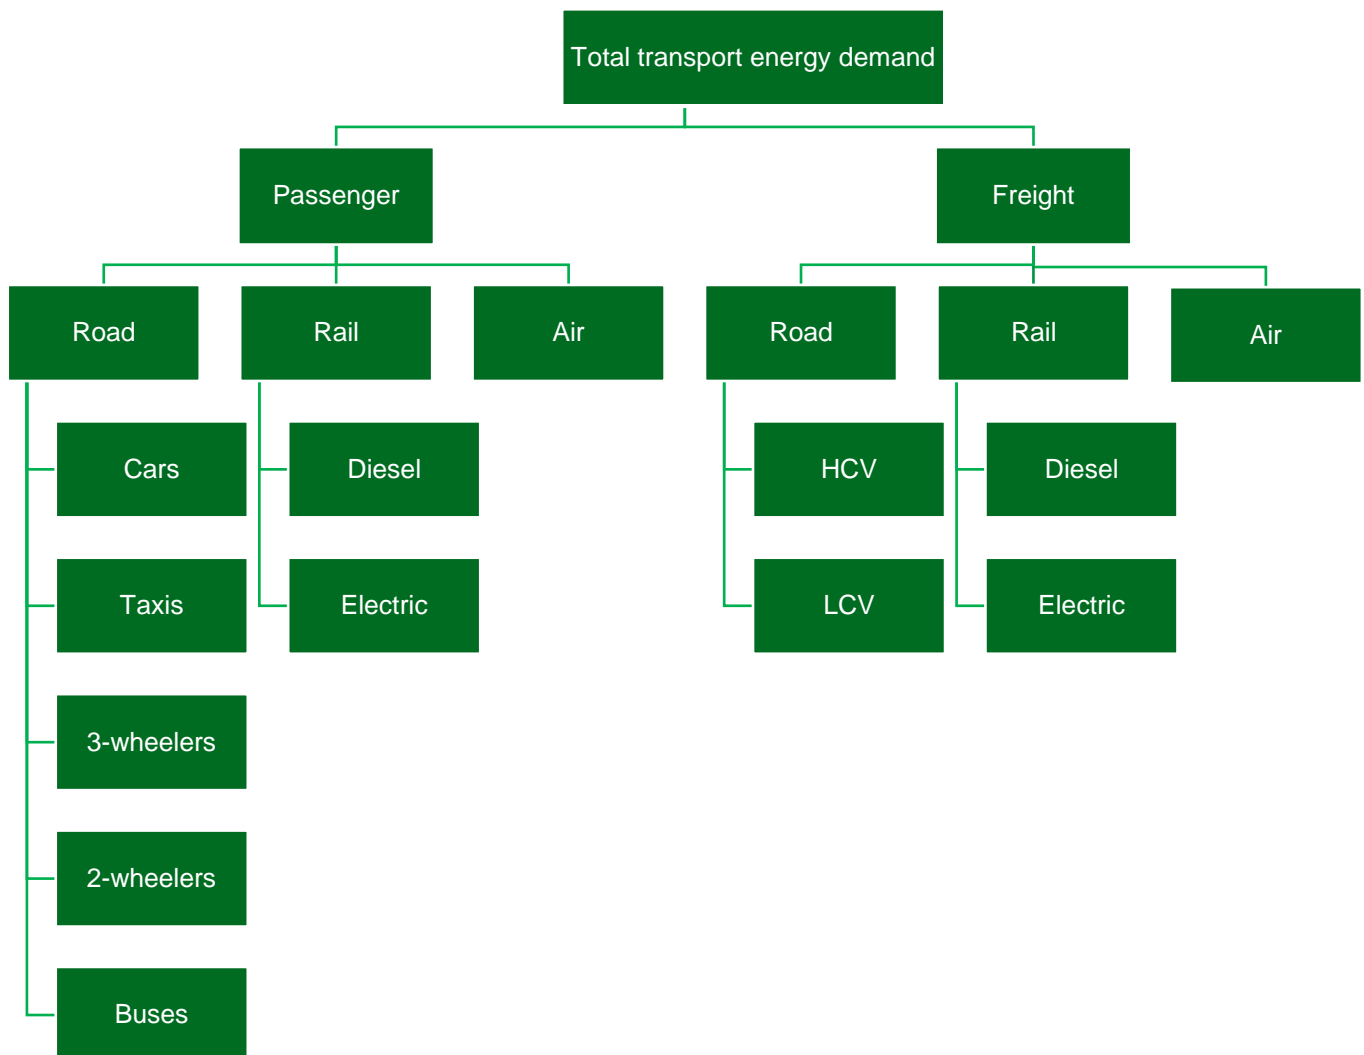 Total transport energy demand
Passenger
Freight
Road
Rail
Air
Road
Rail
Air
Cars
Diesel
HCV
Diesel
Taxis
Electric
LCV
Electric
3-wheelers
2-wheelers
Buses